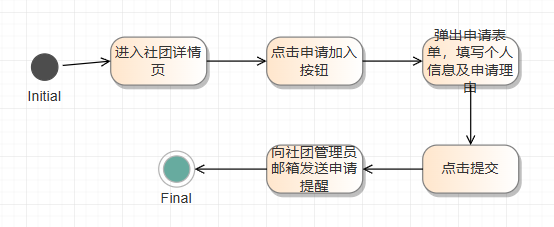 Initial
进入社团详情
页
点击申请加入
按钮
弹出申请表
单，填写个人
信息及申请理
由
点击提交
向社团管理员
邮箱发送申请
提醒
Final